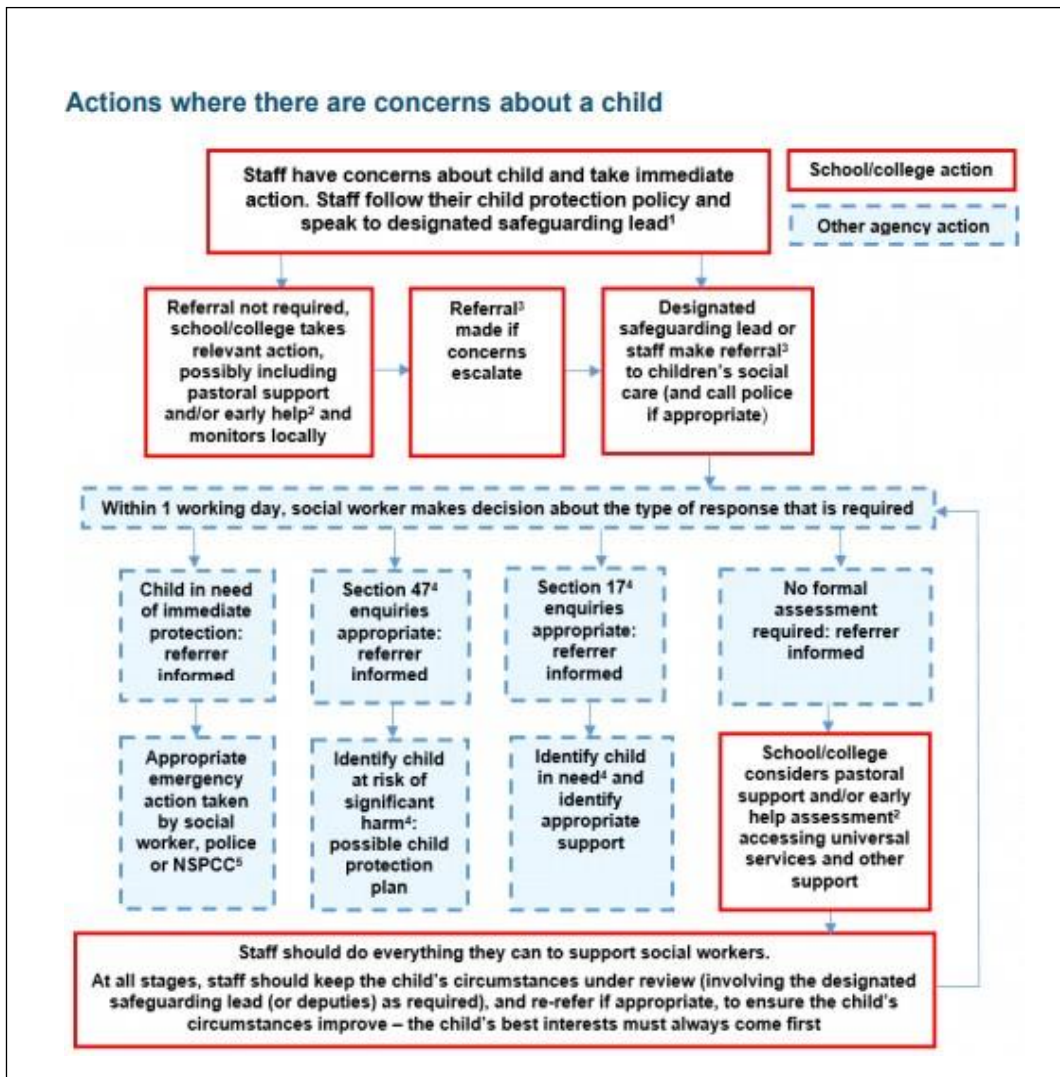 Actions where there are concerns about a child
Staff have concerns about child and take immediate
action. Staff follow their child protection policy and
speak to designated safeguarding lead¹
School/college action
Other agency action
Referral not required,
school/college takes
relevant action,
possibly including
pastoral support
and/or early help² and
monitors locally
Referral³
made if
concerns
escalate
Designated
safeguarding lead or
staff make referral³
to children's social
care (and call police
if appropriate)
Within 1 working day, social worker makes decision about the type of response that is required
Child in need
of immediate
protection:
referrer
informed
Section 47⁴
enquiries
appropriate:
referrer
informed
Section 17⁴
enquiries
appropriate:
referrer
informed
No formal
assessment
required: referrer
informed
Appropriate
emergency
action taken
by social
worker, police
or NSPCC⁵
Identify child
at risk of
significant
harm⁴:
possible child
protection
plan
Identify child
in need⁴ and
identify
appropriate
support
School/college
considers pastoral
support and/or early
help assessment²
accessing universal
services and other
support
Staff should do everything they can to support social workers.
At all stages, staff should keep the child's circumstances under review (involving the designated
safeguarding lead (or deputies) as required), and re-refer if appropriate, to ensure the child's
circumstances improve – the child's best interests must always come first